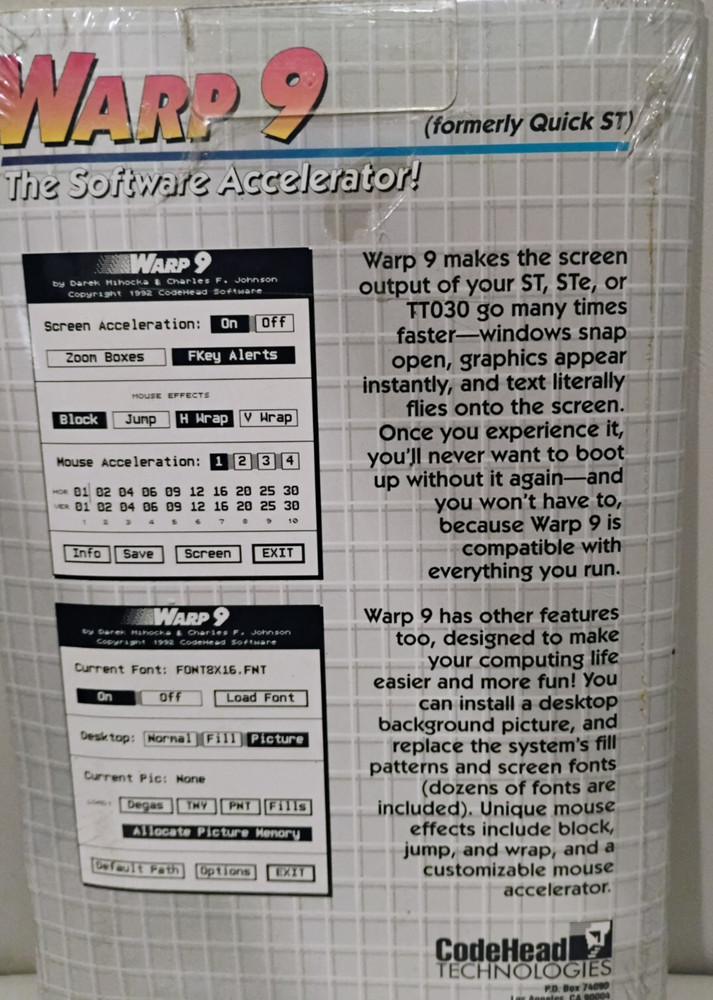 WARP 9
(formerly Quick ST)
The Software Accelerator!
WARP 9
by Darek Mihocka & Charles F. Johnson
Copyright 1992 CodeHead Software
Screen Acceleration: On Off
Zoom Boxes FKey Alerts
MOUSE EFFECTS
Block Jump H Wrap V Wrap
Mouse Acceleration: 1 2 3 4
HOR 01 02 04 06 09 12 16 20 25 30
VER 01 02 04 06 09 12 16 20 25 30
1 2 3 4 5 6 7 8 9 10
Info Save Screen EXIT
WARP 9
by Darek Mihocka & Charles F. Johnson
Copyright 1992 CodeHead Software
Current Font: FONT8X16.FNT
On Off Load Font
Desktop: Normal Fill Picture
Current Pic: None
Degas TNY PNT Fills
Allocate Picture Memory
Default Path Options EXIT
Warp 9 makes the screen
output of your ST, STe, or
TT030 go many times
faster—windows snap
open, graphics appear
instantly, and text literally
flies onto the screen.
Once you experience it,
you'll never want to boot
up without it again—and
you won't have to,
because Warp 9 is
compatible with
everything you run.
Warp 9 has other features
too, designed to make
your computing life
easier and more fun! You
can install a desktop
background picture, and
replace the system's fill
patterns and screen fonts
(dozens of fonts are
included). Unique mouse
effects include block,
jump, and wrap, and a
customizable mouse
accelerator.
CodeHead
TECHNOLOGIES
P.O. Box 74090
Los Angeles, CA 90004